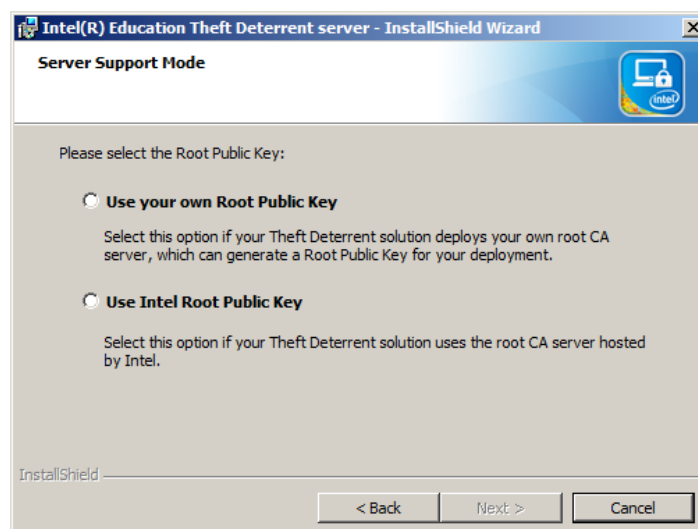 Intel(R) Education Theft Deterrent server - InstallShield Wizard
Server Support Mode
intel
Please select the Root Public Key:
Use your own Root Public Key
Select this option if your Theft Deterrent solution deploys your own root CA
server, which can generate a Root Public Key for your deployment.
Use Intel Root Public Key
Select this option if your Theft Deterrent solution uses the root CA server hosted
by Intel.
InstallShield
< Back
Next >
Cancel